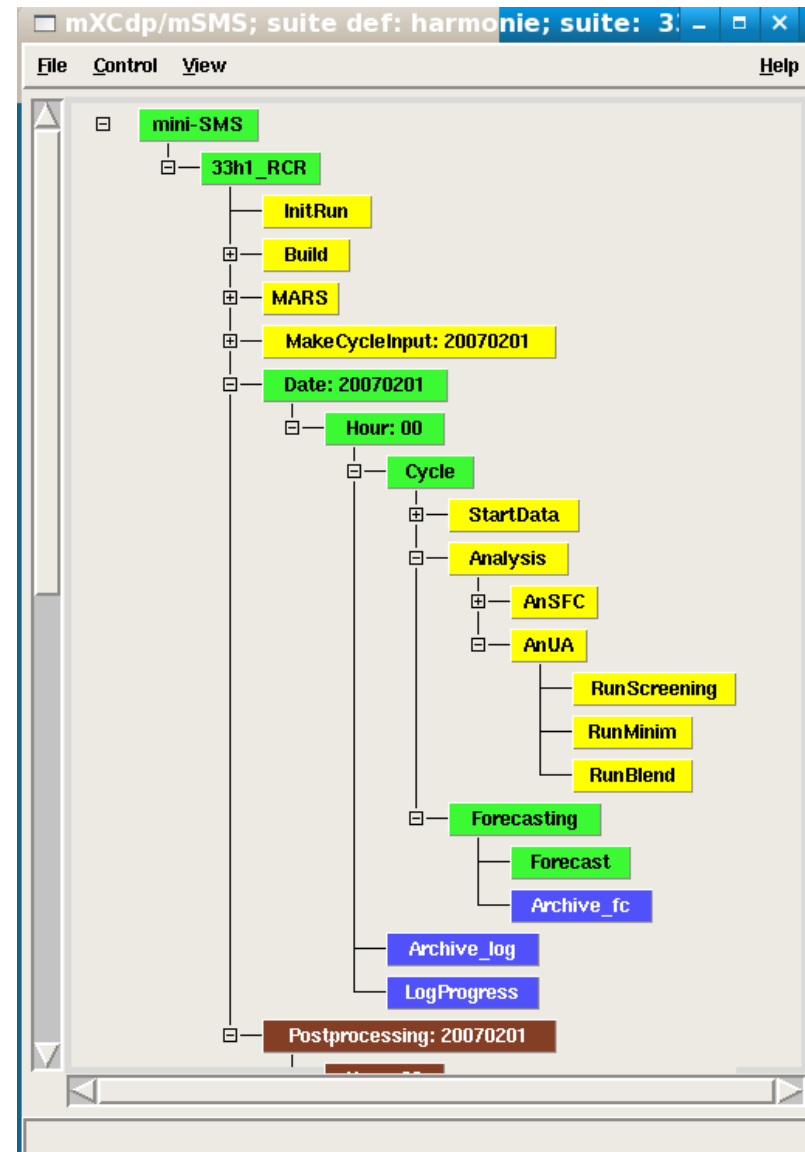 mXCdp/mSMS; suite def: harmonie; suite: 33
File Control View Help
mini-SMS
33h1_RCR
InitRun
Build
MARS
MakeCycleInput: 20070201
Date: 20070201
Hour: 00
Cycle
StartData
Analysis
AnSFC
AnUA
RunScreening
RunMinim
RunBlend
Forecasting
Forecast
Archive_fc
Archive_log
LogProgress
Postprocessing: 20070201